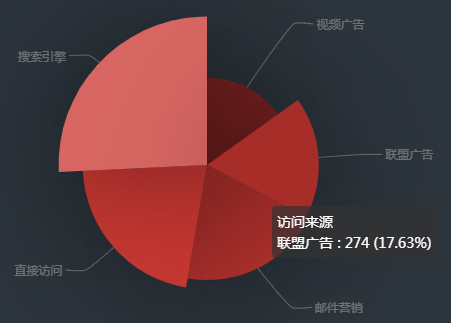 视频广告
搜索引擎
联盟广告
访问来源
联盟广告 : 274 (17.63%)
直接访问
邮件营销